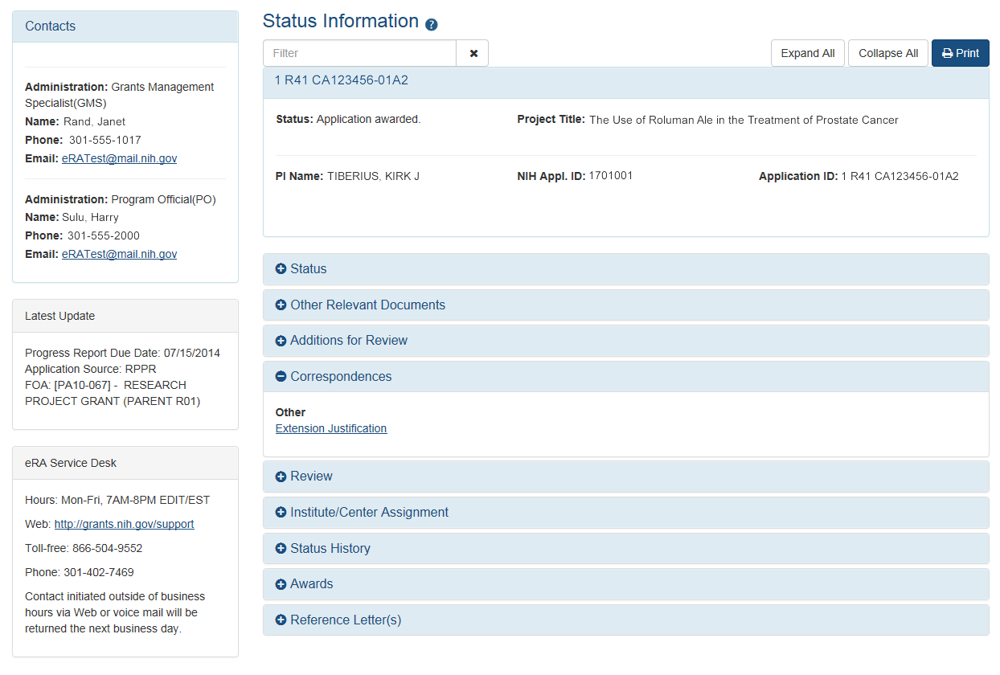 Contacts
Administration: Grants Management
Specialist(GMS)
Name: Rand, Janet
Phone: 301-555-1017
Email: eRATest@mail.nih.gov
Administration: Program Official(PO)
Name: Sulu, Harry
Phone: 301-555-2000
Email: eRATest@mail.nih.gov
Latest Update
Progress Report Due Date: 07/15/2014
Application Source: RPPR
FOA: [PA10-067] - RESEARCH
PROJECT GRANT (PARENT R01)
eRA Service Desk
Hours: Mon-Fri, 7AM-8PM EDIT/EST
Web: http://grants.nih.gov/support
Toll-free: 866-504-9552
Phone: 301-402-7469
Contact initiated outside of business
hours via Web or voice mail will be
returned the next business day.
Status Information ?
Filter
Expand All
Collapse All
Print
1 R41 CA123456-01A2
Status: Application awarded.
Project Title: The Use of Roluman Ale in the Treatment of Prostate Cancer
PI Name: TIBERIUS, KIRK J
NIH Appl. ID: 1701001
Application ID: 1 R41 CA123456-01A2
Status
Other Relevant Documents
Additions for Review
Correspondences
Other
Extension Justification
Review
Institute/Center Assignment
Status History
Awards
Reference Letter(s)